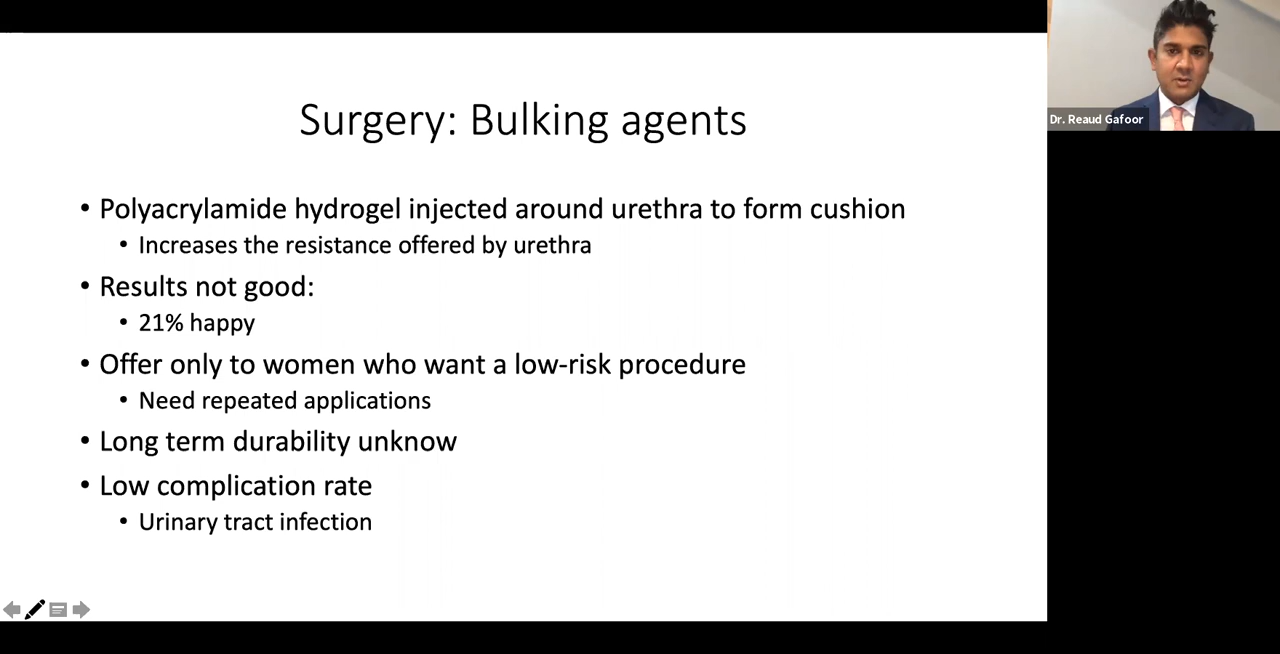 Surgery: Bulking agents
• Polyacrylamide hydrogel injected around urethra to form cushion
• Increases the resistance offered by urethra
• Results not good:
• 21% happy
• Offer only to women who want a low-risk procedure
• Need repeated applications
• Long term durability unknow
• Low complication rate
• Urinary tract infection
Dr. Reaud Gafoor